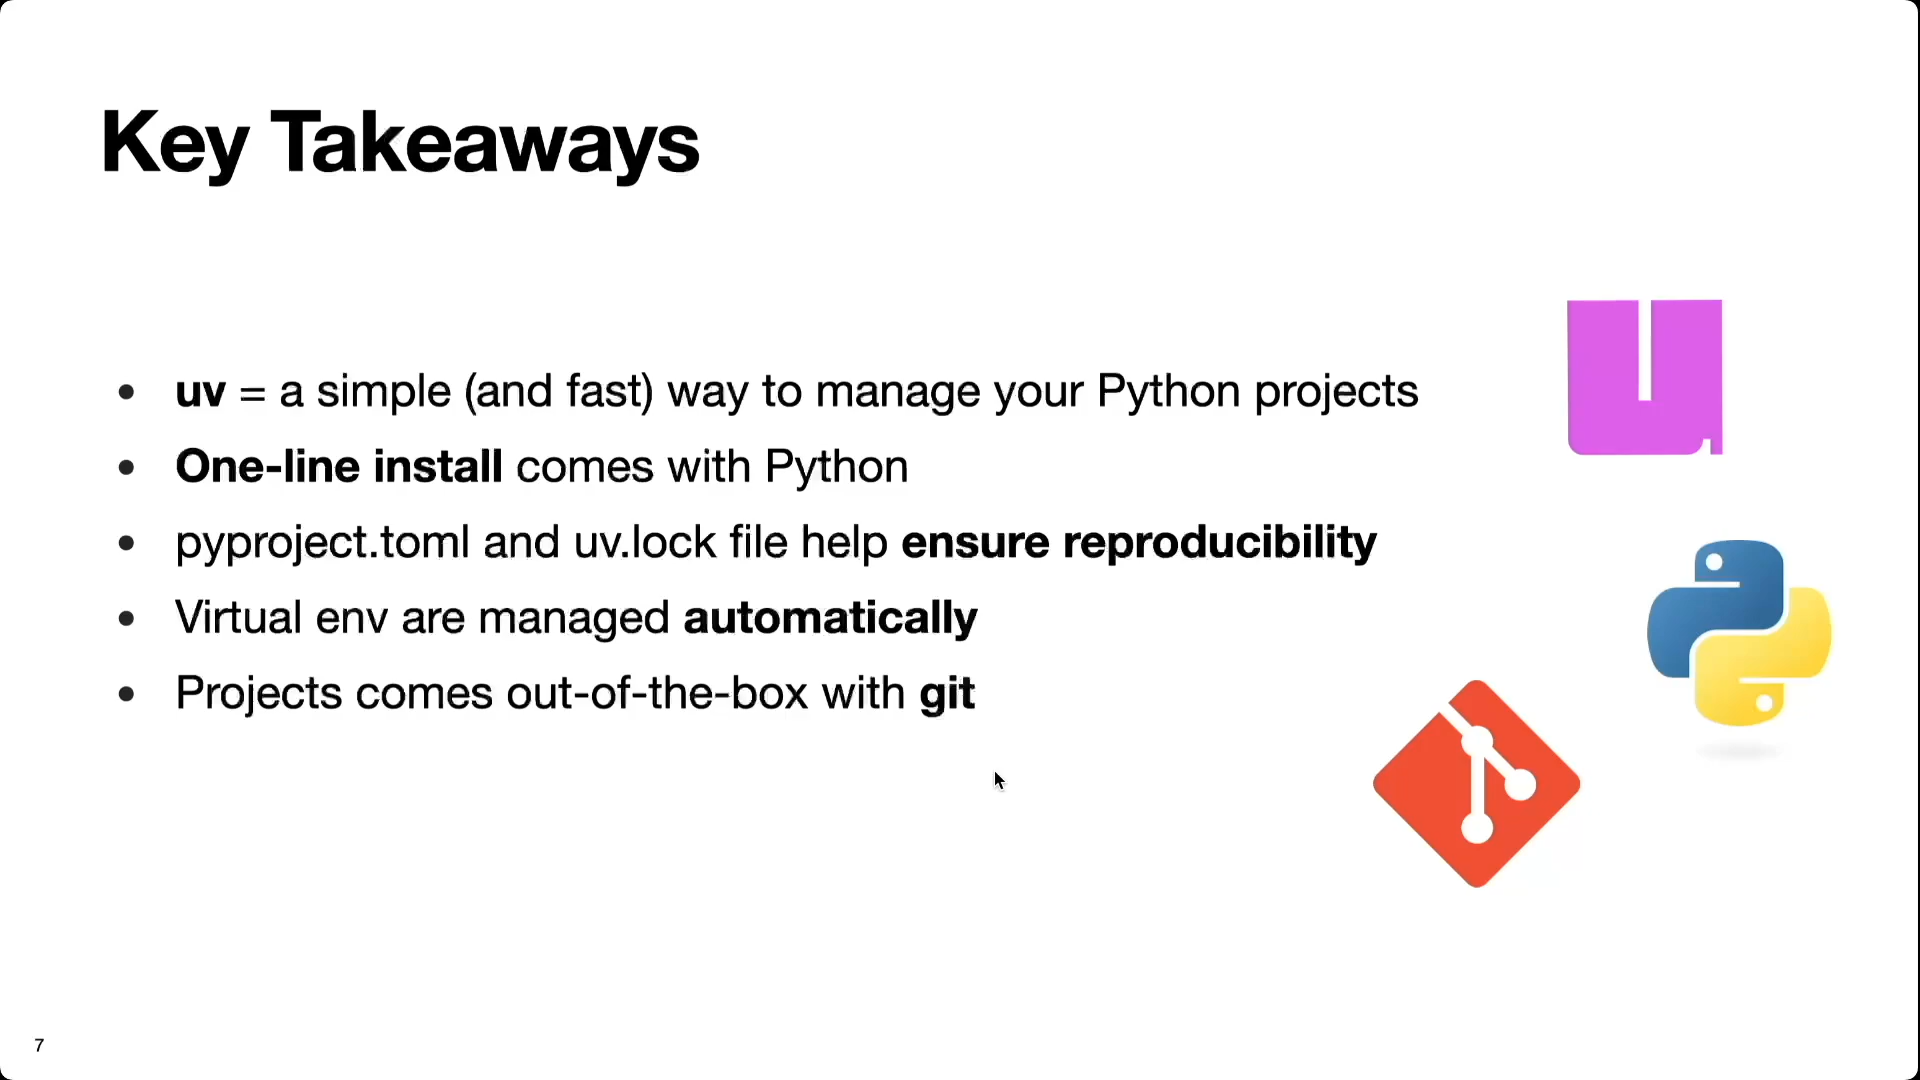 Key Takeaways
• uv = a simple (and fast) way to manage your Python projects
• One-line install comes with Python
• pyproject.toml and uv.lock file help ensure reproducibility
• Virtual env are managed automatically
• Projects comes out-of-the-box with git
7